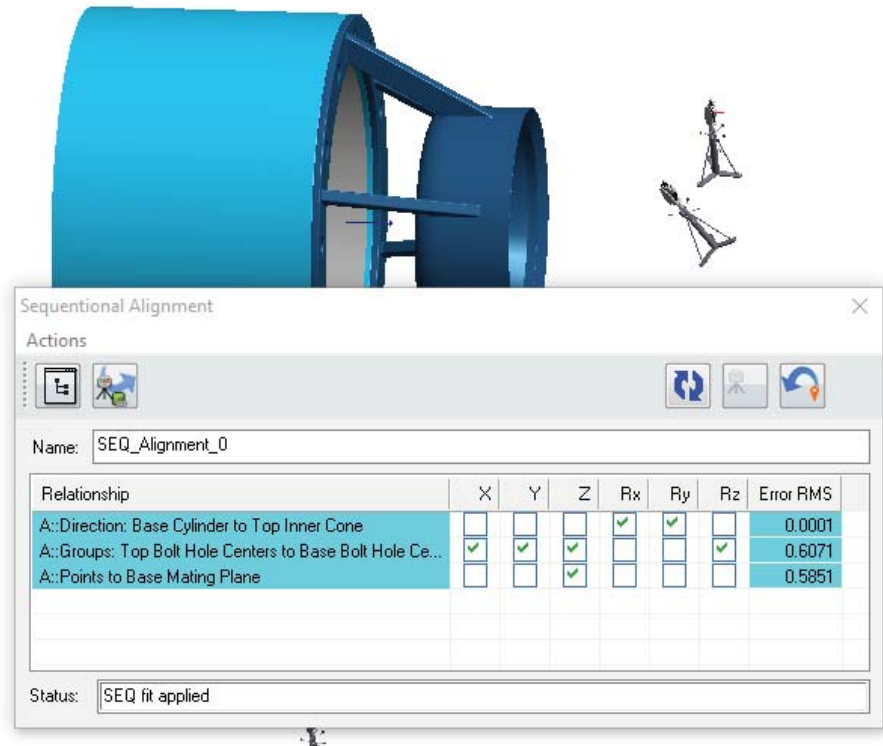 Sequentional Alignment
Actions
Name: SEQ_Alignment_0
Relationship X Y Z Rx Ry Rz Error RMS
A::Direction: Base Cylinder to Top Inner Cone 0.0001
A::Groups: Top Bolt Hole Centers to Base Bolt Hole Ce... 0.6071
A::Points to Base Mating Plane 0.5851
Status: SEQ fit applied